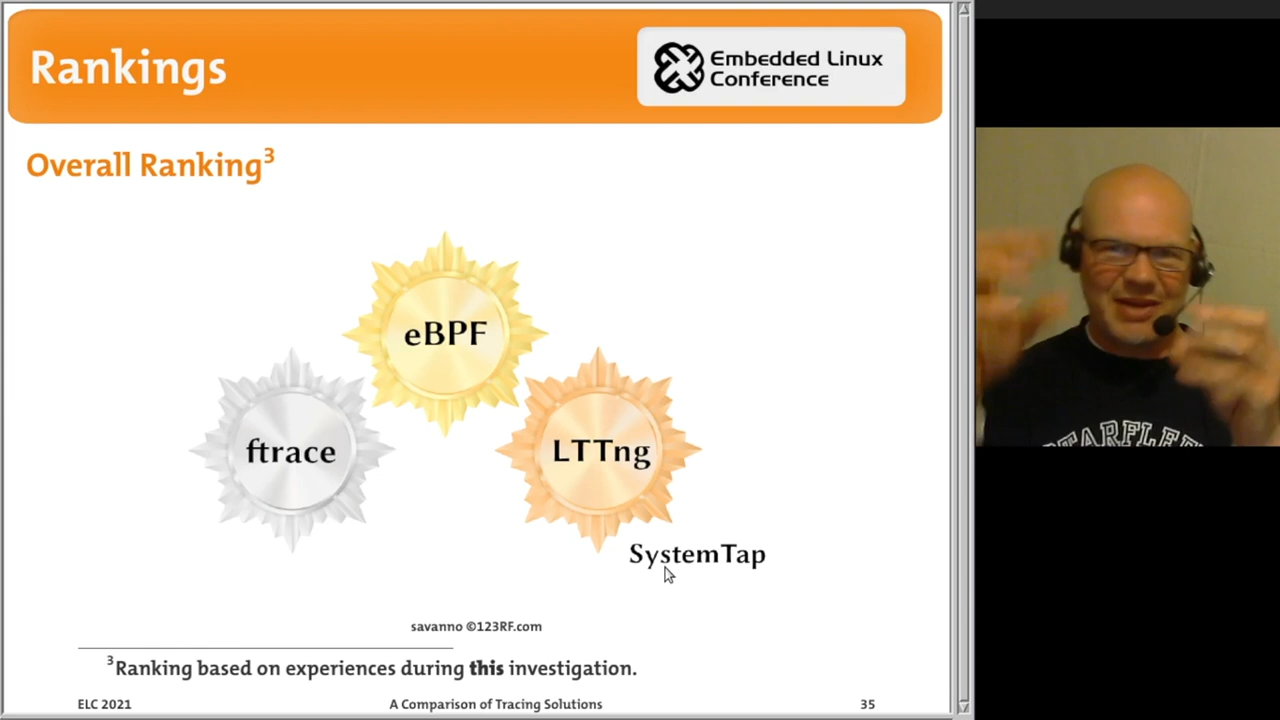 Rankings
Embedded Linux
Conference
Overall Ranking3
eBPF
ftrace
LTTng
SystemTap
savanno ©123RF.com
3Ranking based on experiences during this investigation.
ELC 2021
A Comparison of Tracing Solutions
35